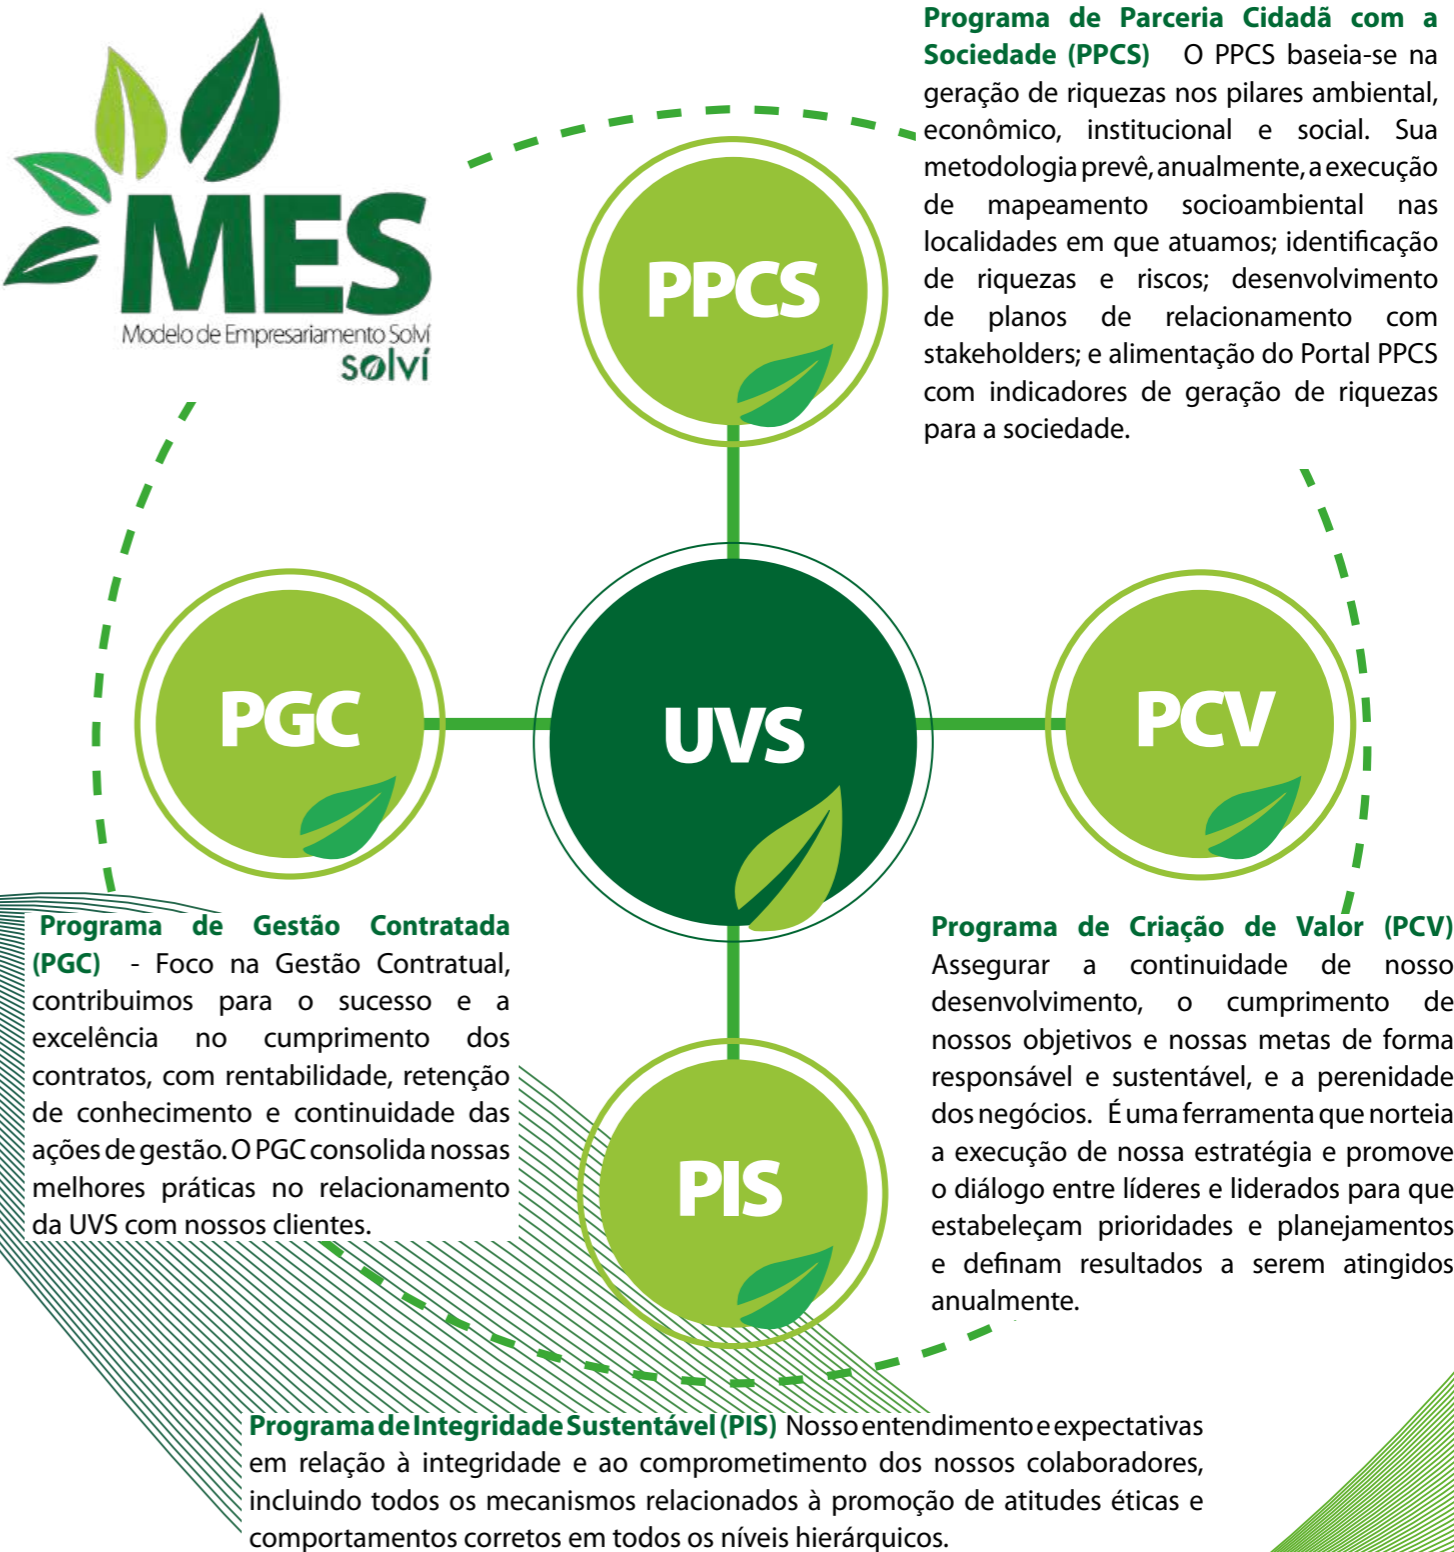 MES
Modelo de Empresariamento Solví
solví
Programa de Parceria Cidadã com a
Sociedade (PPCS) O PPCS baseia-se na
geração de riquezas nos pilares ambiental,
econômico, institucional e social. Sua
metodologia prevê, anualmente, a execução
de mapeamento socioambiental nas
localidades em que atuamos; identificação
de riquezas e riscos; desenvolvimento
de planos de relacionamento com
stakeholders; e alimentação do Portal PPCS
com indicadores de geração de riquezas
para a sociedade.
PPCS
PGC
UVS
PCV
Programa de Gestão Contratada
(PGC) - Foco na Gestão Contratual,
contribuimos para o sucesso e a
excelência no cumprimento dos
contratos, com rentabilidade, retenção
de conhecimento e continuidade das
ações de gestão. O PGC consolida nossas
melhores práticas no relacionamento
da UVS com nossos clientes.
Programa de Criação de Valor (PCV)
Assegurar a continuidade de nosso
desenvolvimento, o cumprimento de
nossos objetivos e nossas metas de forma
responsável e sustentável, e a perenidade
dos negócios. É uma ferramenta que norteia
a execução de nossa estratégia e promove
o diálogo entre líderes e liderados para que
estabeleçam prioridades e planejamentos
e definam resultados a serem atingidos
anualmente.
PIS
Programa de Integridade Sustentável (PIS) Nosso entendimento e expectativas
em relação à integridade e ao comprometimento dos nossos colaboradores,
incluindo todos os mecanismos relacionados à promoção de atitudes éticas e
comportamentos corretos em todos os níveis hierárquicos.